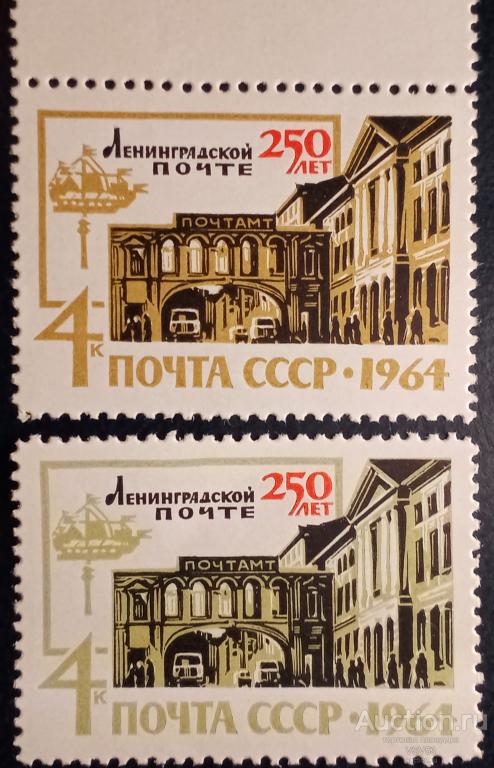 Ленинградской 250
ПОЧТЕ ЛЕТ
ПОЧТАМТ
4к ПОЧТА СССР · 1964
Ленинградской 250
ПОЧТЕ ЛЕТ
ПОЧТАМТ
4к ПОЧТА СССР · 1964
Auction.ru